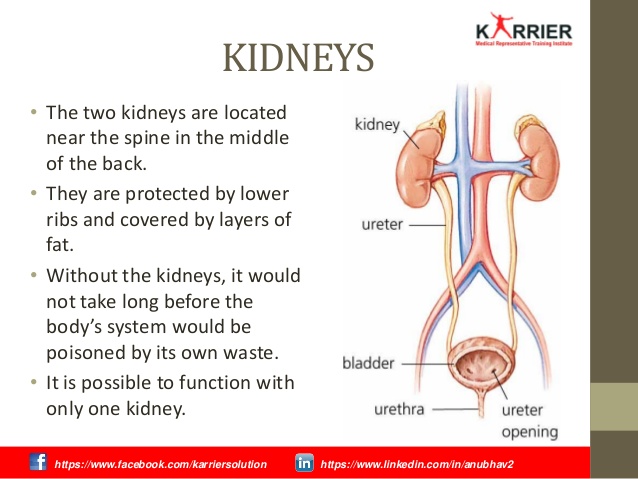 KARRIER
Medical Representative Training Institute
KIDNEYS
• The two kidneys are located
near the spine in the middle
of the back.
• They are protected by lower
ribs and covered by layers of
fat.
• Without the kidneys, it would
not take long before the
body's system would be
poisoned by its own waste.
• It is possible to function with
only one kidney.
kidney
ureter
bladder
urethra
ureter
opening
https://www.facebook.com/karriersolution
https://www.linkedin.com/in/anubhav2